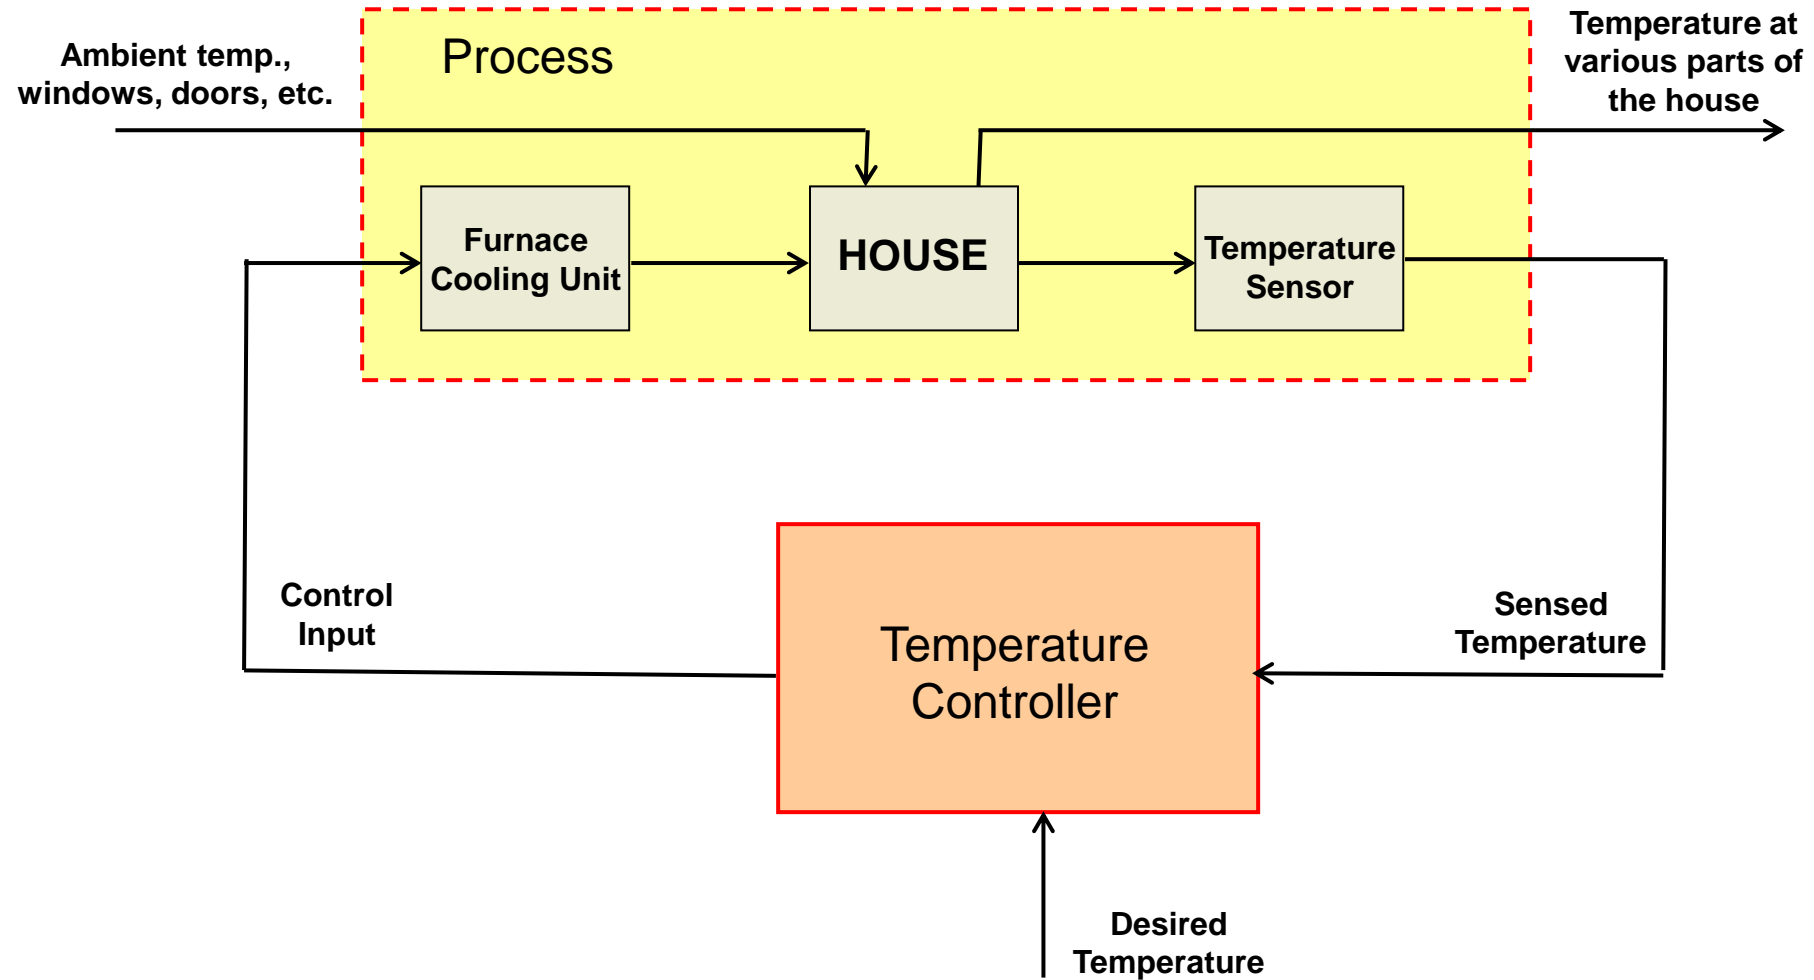 Ambient temp.,
windows, doors, etc.
Process
Temperature at
various parts of
the house
Furnace
Cooling Unit
HOUSE
Temperature
Sensor
Control
Input
Temperature
Controller
Sensed
Temperature
Desired
Temperature